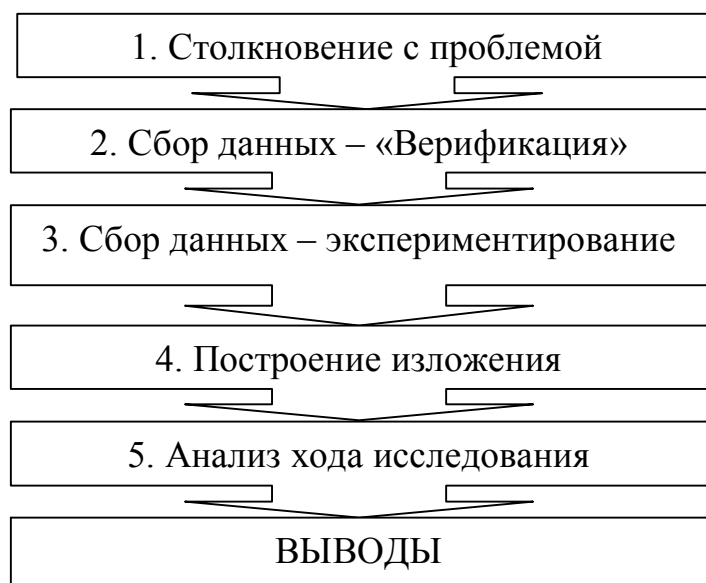 1. Столкновение с проблемой
2. Сбор данных – «Верификация»
3. Сбор данных – экспериментирование
4. Построение изложения
5. Анализ хода исследования
ВЫВОДЫ